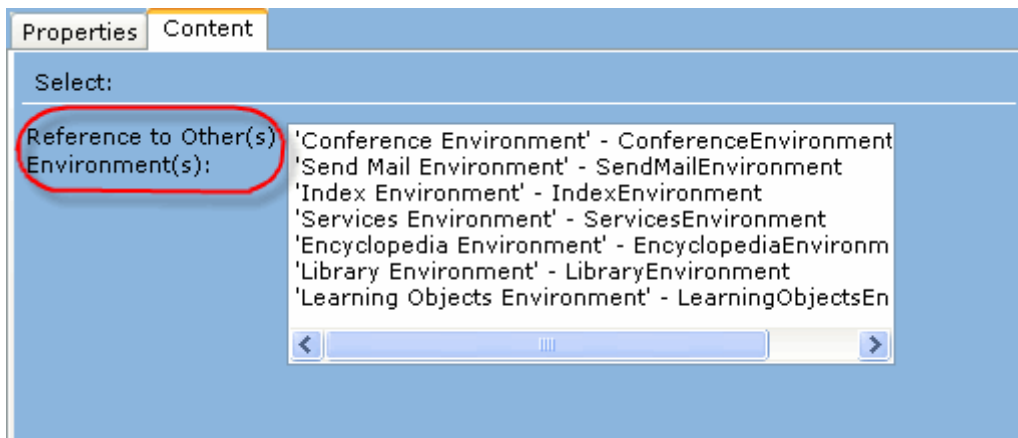 Properties Content
Select:
Reference to Other(s)
Environment(s):
'Conference Environment' - ConferenceEnvironment
'Send Mail Environment' - SendMailEnvironment
'Index Environment' - IndexEnvironment
'Services Environment' - ServicesEnvironment
'Encyclopedia Environment' - EncyclopediaEnvironm
'Library Environment' - LibraryEnvironment
'Learning Objects Environment' - LearningObjectsEn